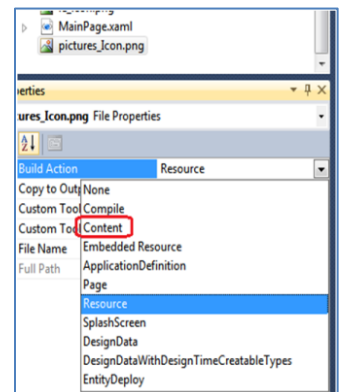 MainPage.xaml
pictures_Icon.png
erties
ures_Icon.png File Properties
Build Action Resource
Copy to Out
None
Custom Tool
Compile
Custom Too
Content
File Name
Embedded Resource
Full Path
ApplicationDefinition
Page
Resource
SplashScreen
DesignData
DesignDataWithDesignTimeCreatableTypes
EntityDeploy